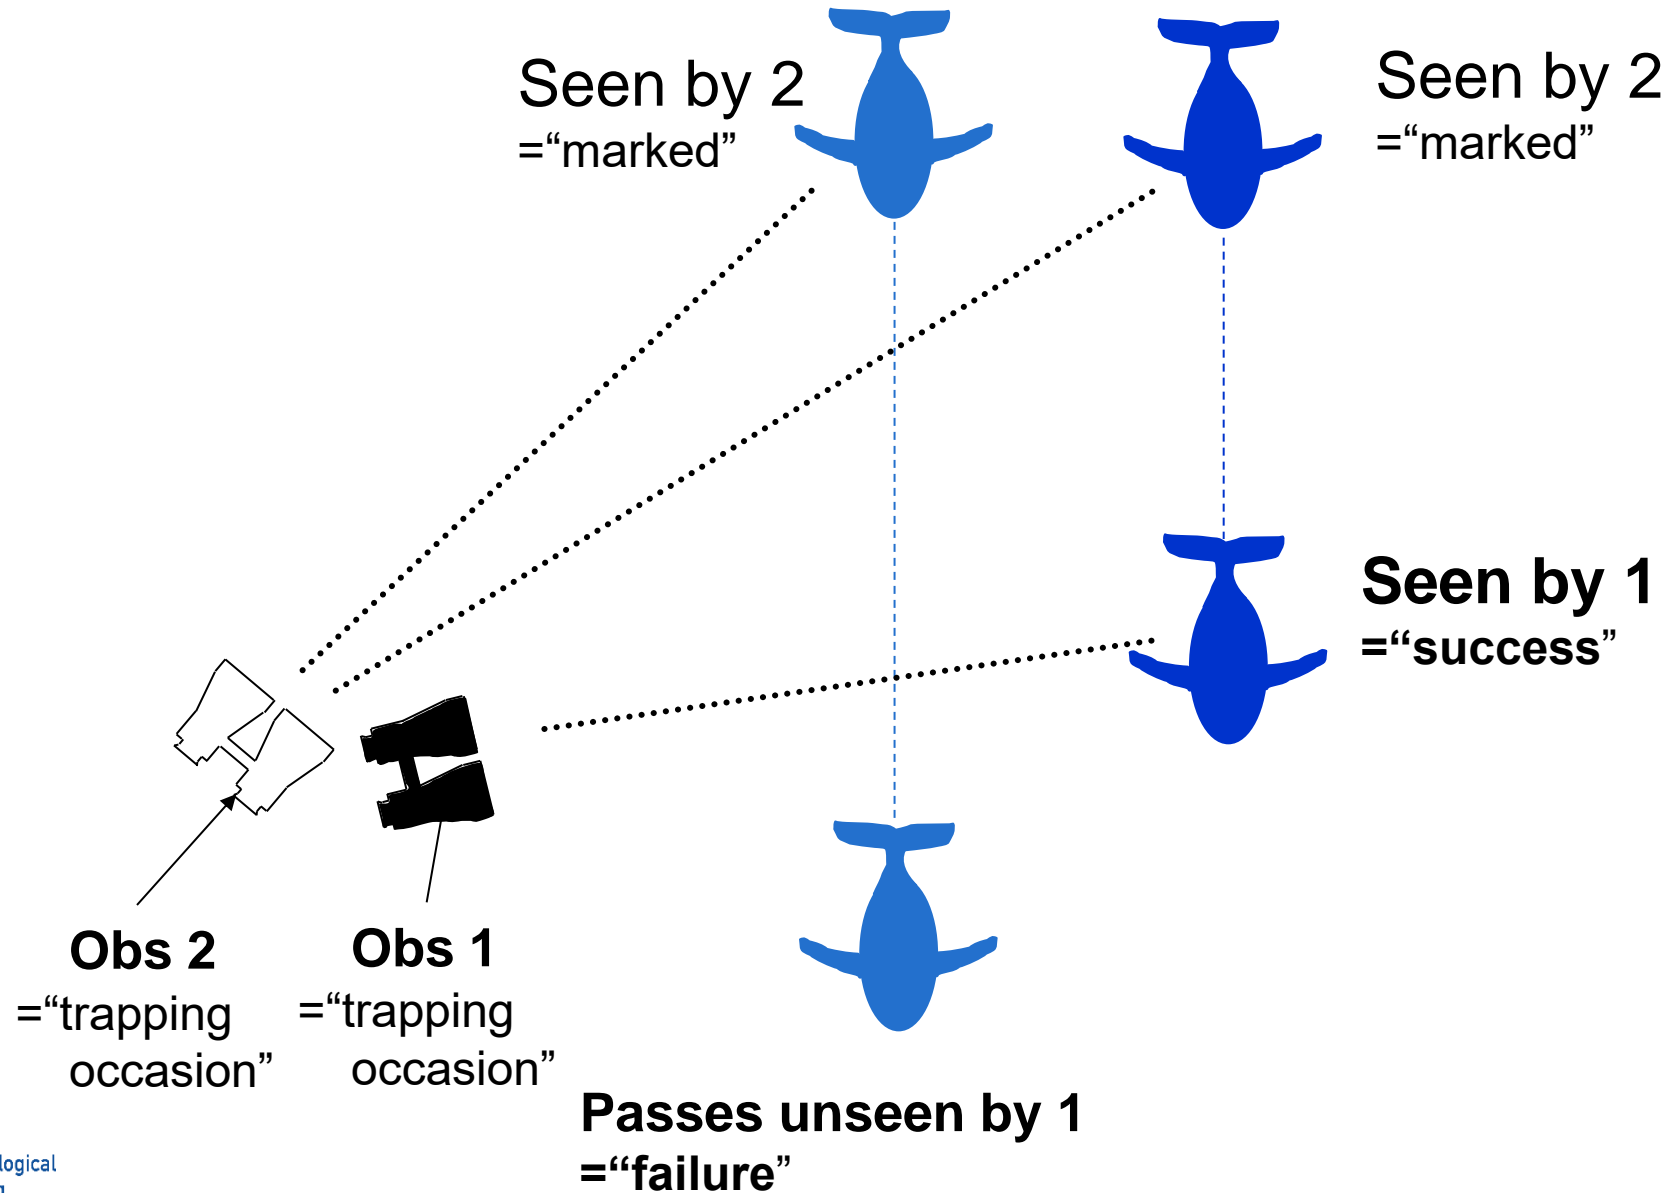 Seen by 2
=“marked”
Seen by 2
=“marked”
Seen by 1
=“success”
Obs 2
=“trapping
occasion”
Obs 1
=“trapping
occasion”
Passes unseen by 1
=“failure”